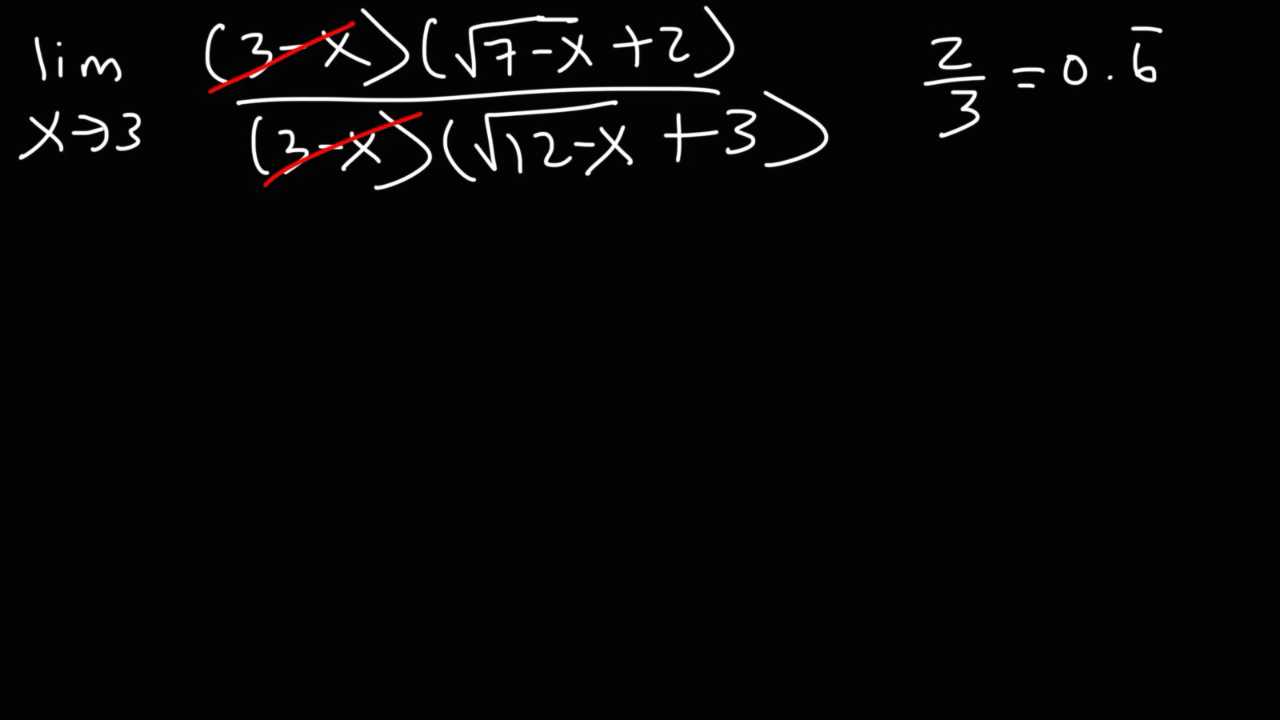 lim x→3 (3-x)(√7-x +2)
(3-x)(√12-x +3)
2/3 = 0.6̅